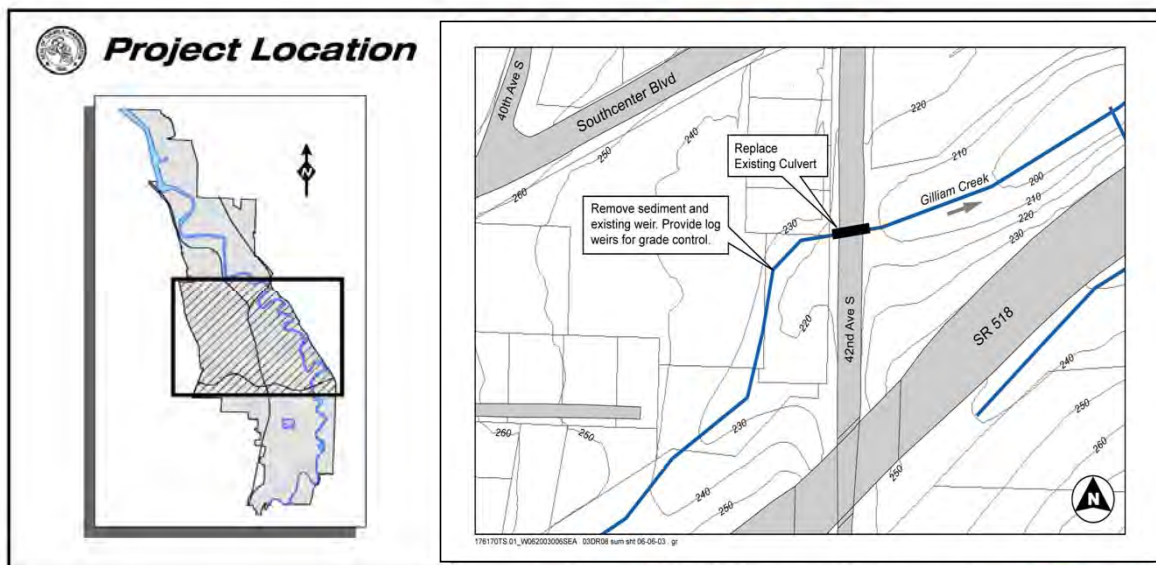 Project Location
N
40th Ave S
Southcenter Blvd
220
240
250
260
210
Replace
Existing Culvert
Gilliam Creek
200
210
220
230
Remove sediment and
existing weir. Provide log
weirs for grade control.
230
220
42nd Ave S
SR 518
240
250
260
230
250
250
240
250
250
N
176170TS.01_W062003006SEA 03DR08 sum sht 06-06-03 . gr